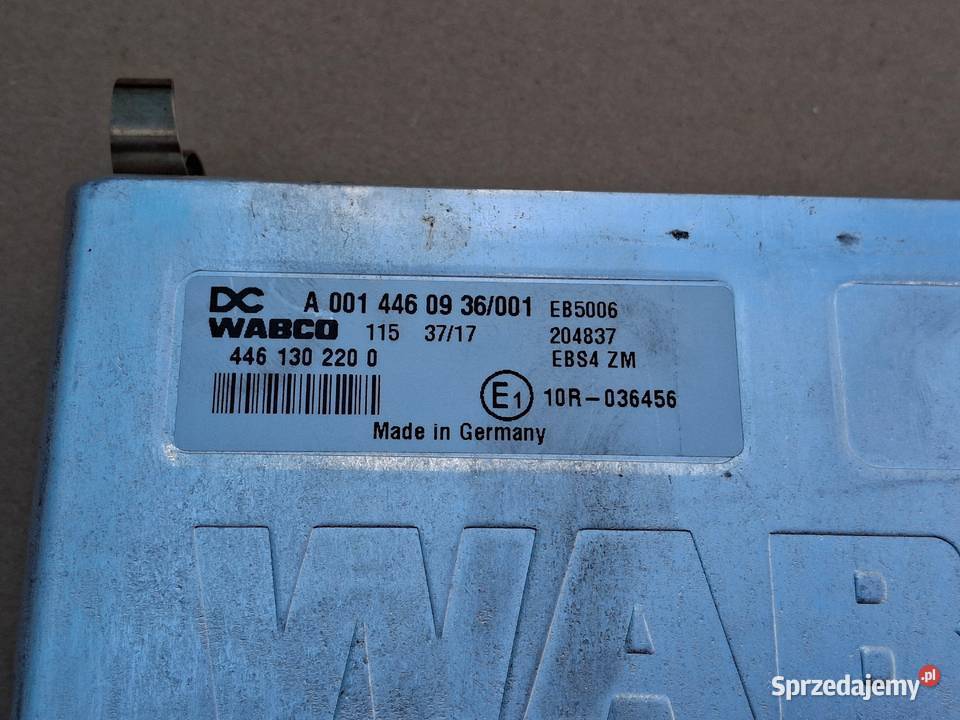 DC A 001 446 09 36/001 EB5006
WABCO 115 37/17 204837
446 130 220 0 EBS4 ZM
E1 10R-036456
Made in Germany
WAB
Sprzedajemy.pl